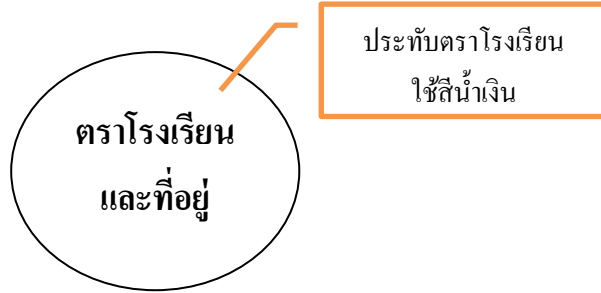 ประทับตราโรงเรียน
ใช้สีน้ำเงิน
ตราโรงเรียน
และที่อยู่